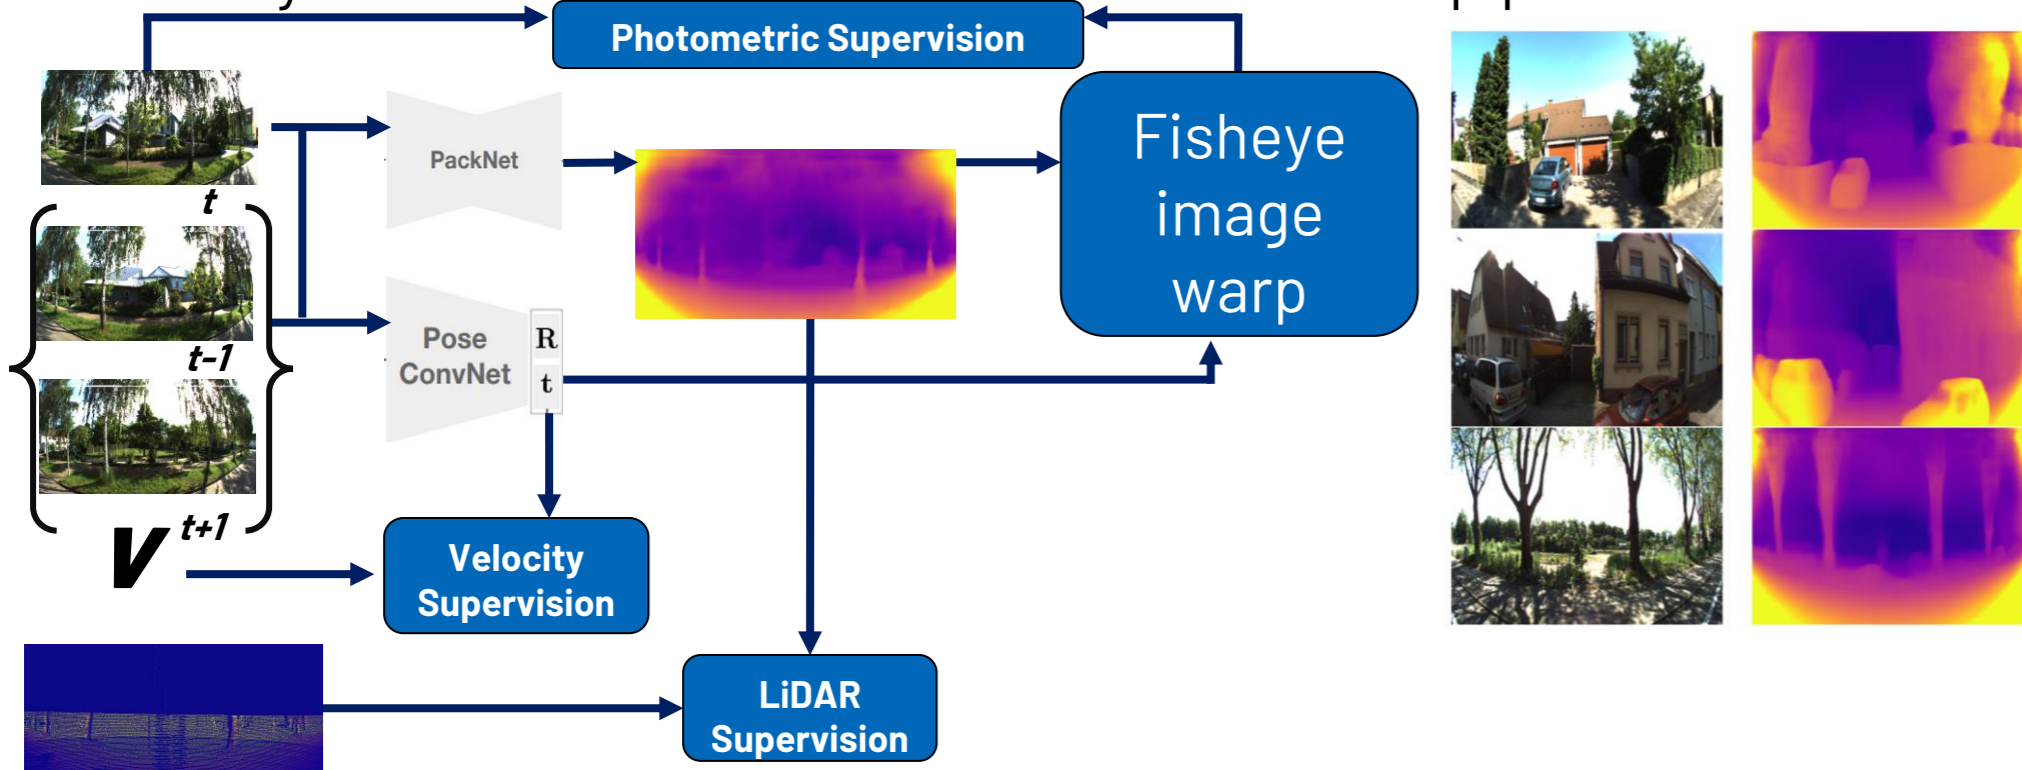 Photometric Supervision
t
t-1
t+1
PackNet
Pose
ConvNet
R
t
Fisheye
image
warp
V
Velocity
Supervision
LiDAR
Supervision